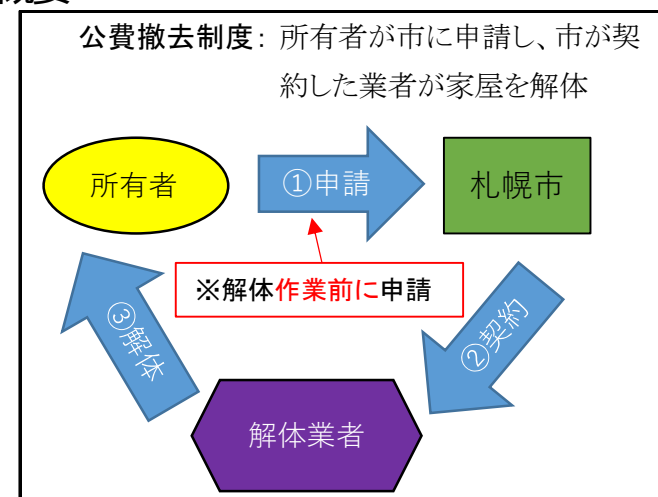 公費撤去制度: 所有者が市に申請し、市が契
約した業者が家屋を解体
所有者
①申請
札幌市
※解体作業前に申請
③解体
②契約
解体業者